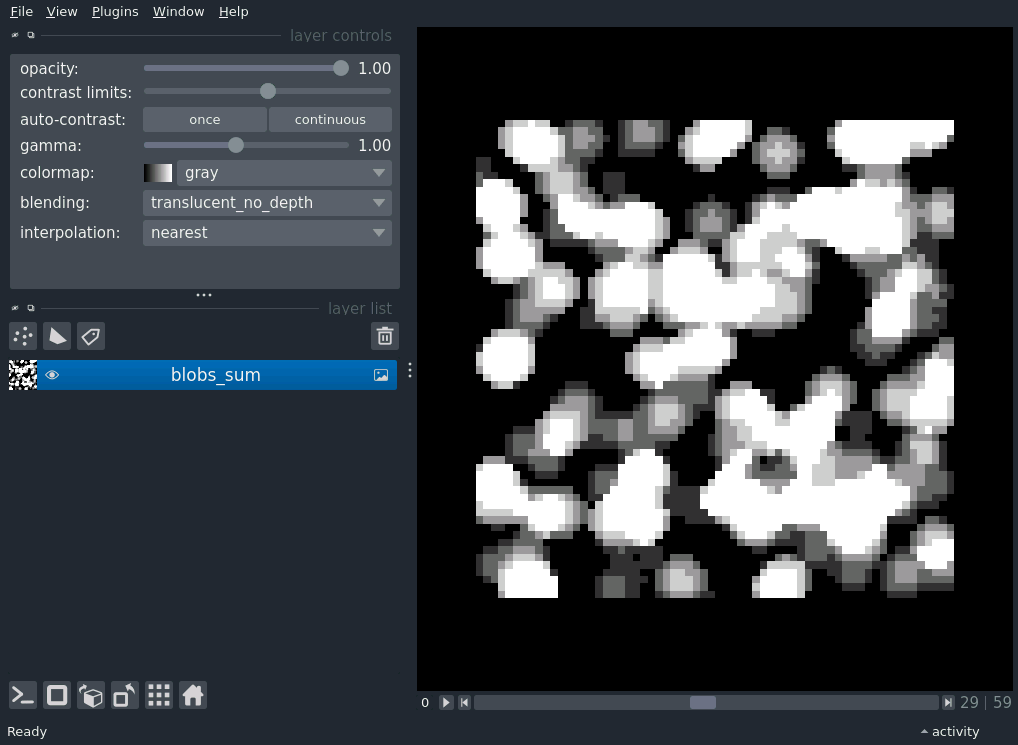 File View Plugins Window Help
layer controls
opacity: 1.00
contrast limits:
auto-contrast: once continuous
gamma: 1.00
colormap: gray
blending: translucent_no_depth
interpolation: nearest
layer list
blobs_sum
0 29 | 59
Ready activity